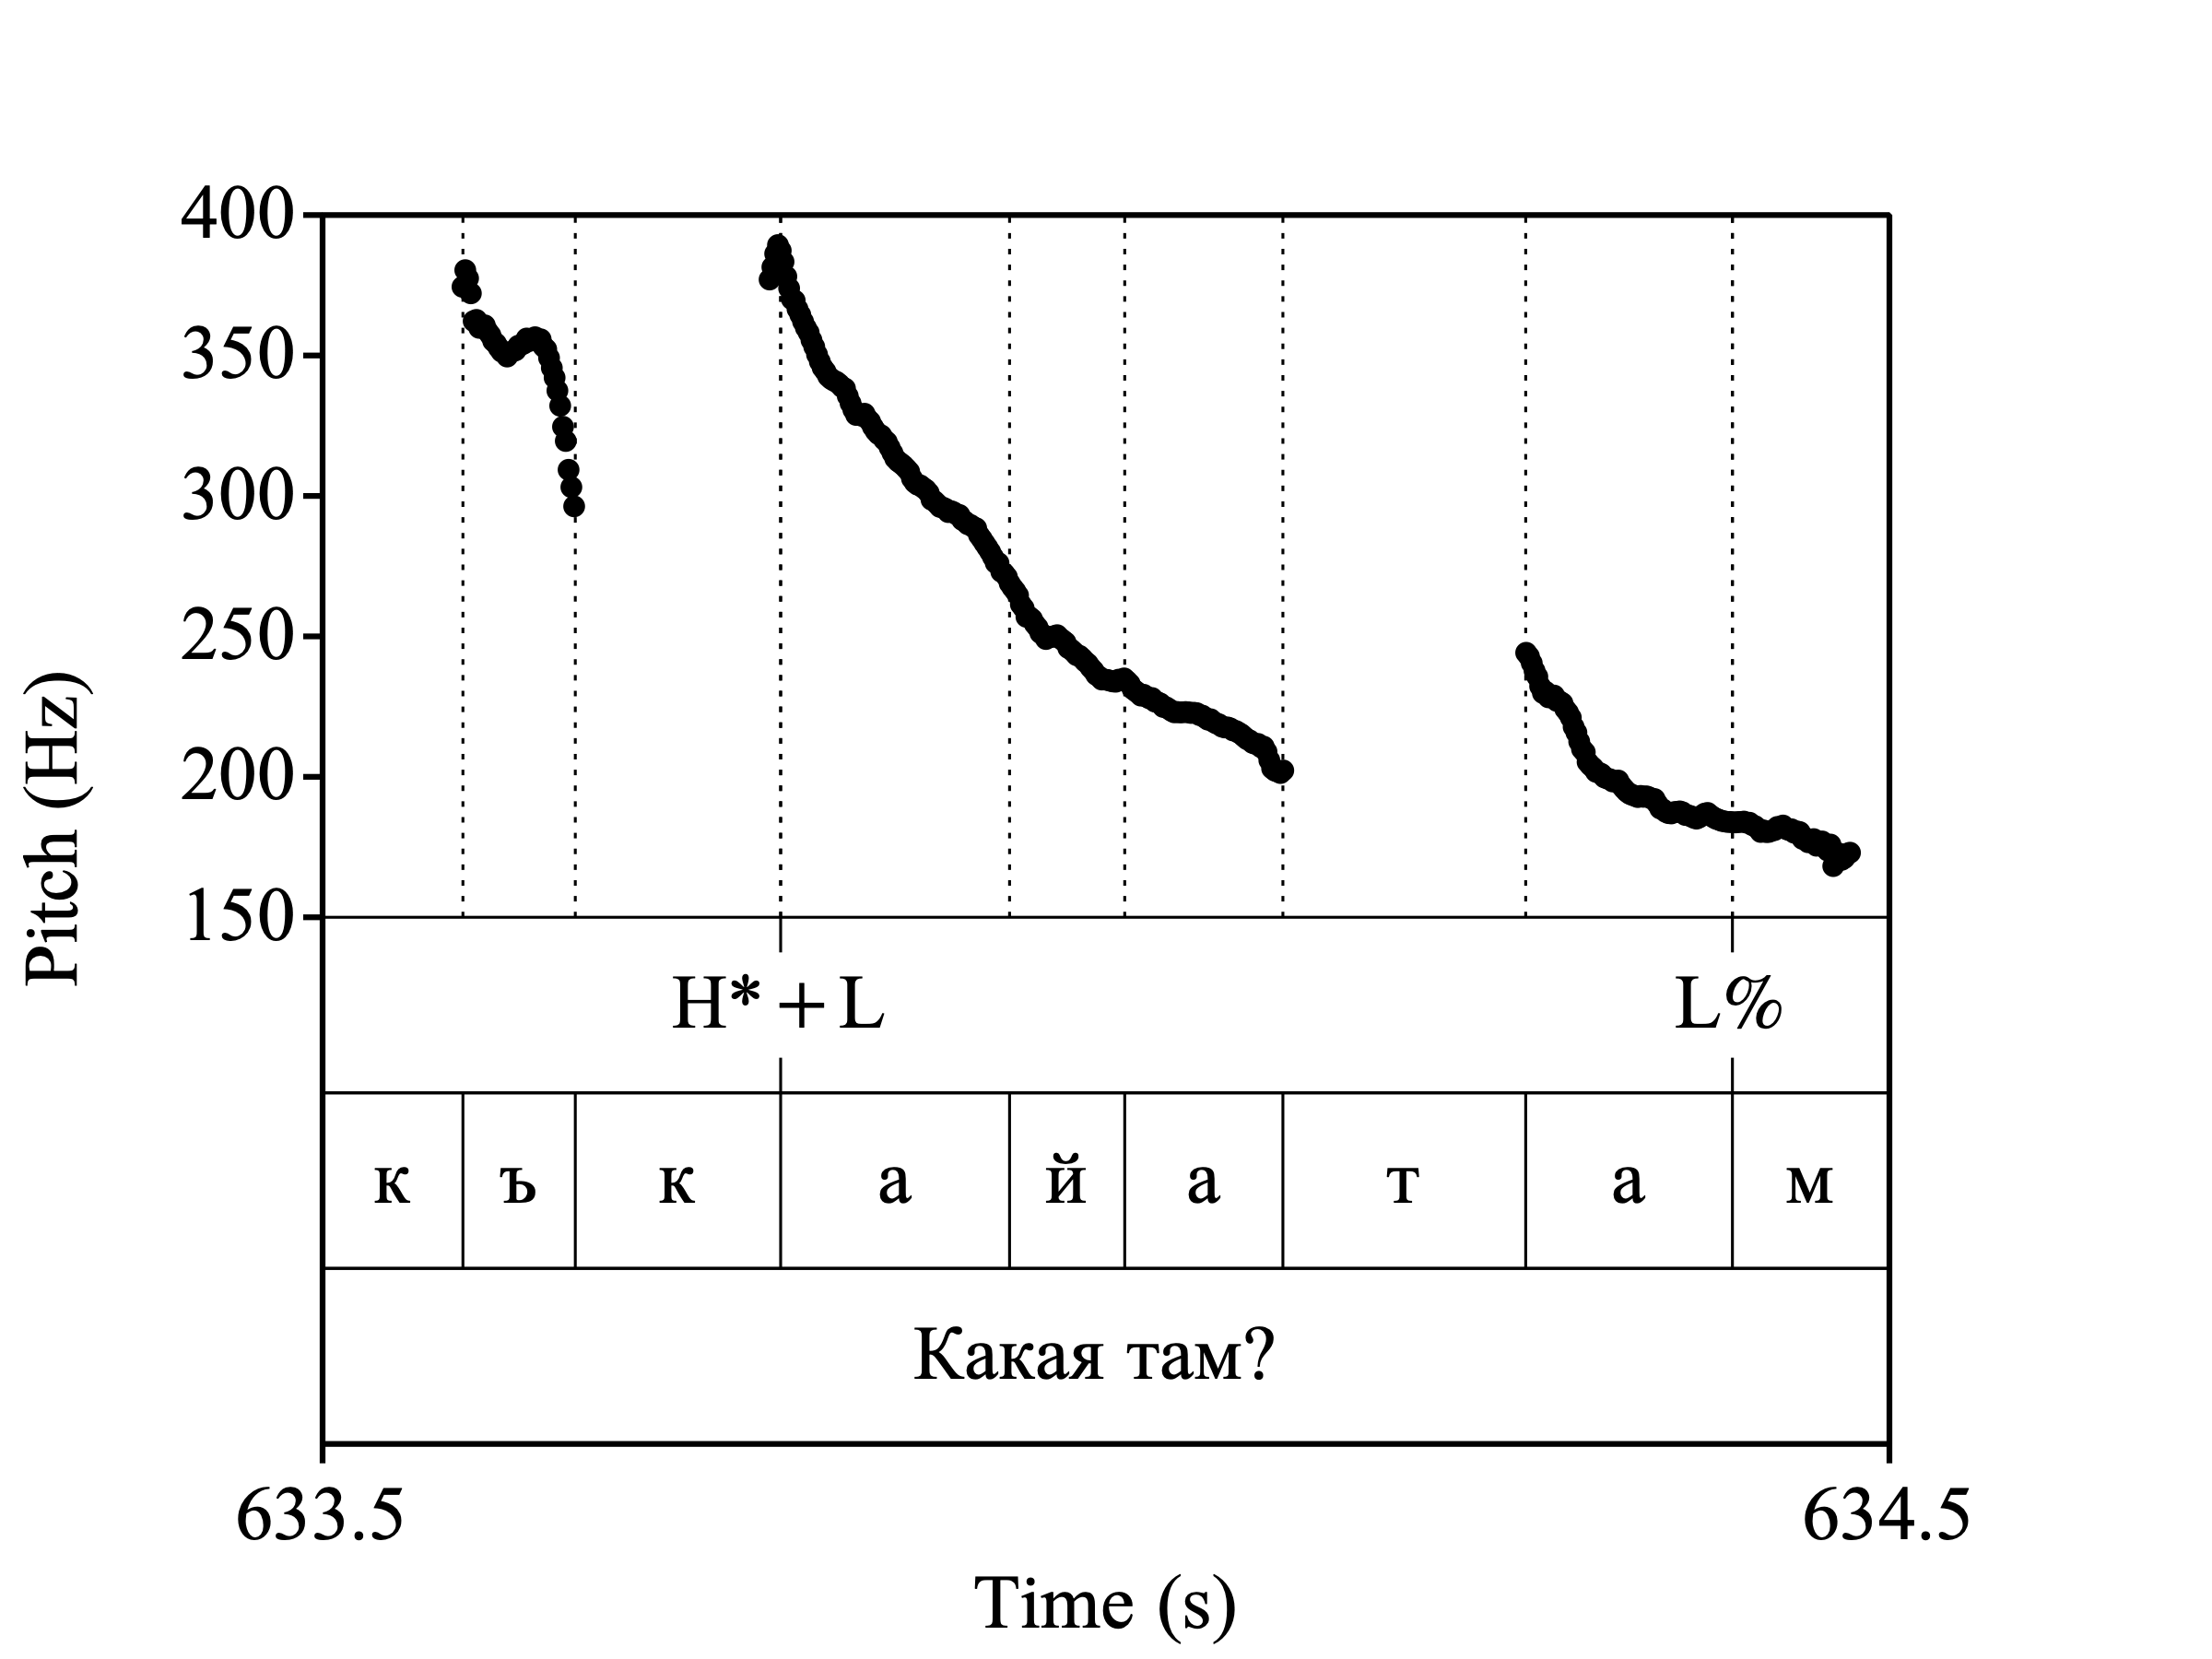 400
350
300
250
200
150
Pitch (Hz)
H*+L L%
к ъ к а й а т а м
Какая там?
633.5 634.5
Time (s)